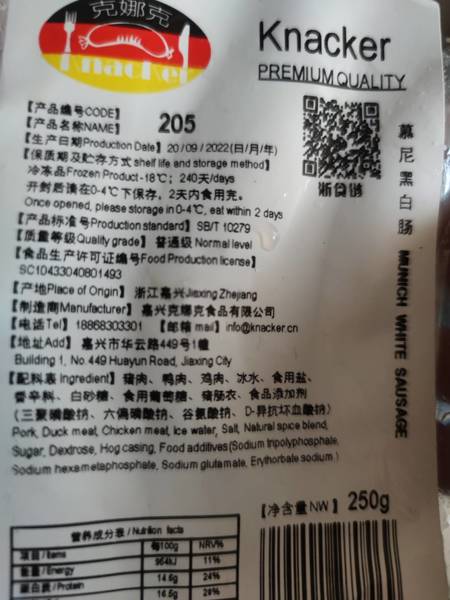 克娜克
Knacker
Knacker
PREMIUM QUALITY
【产品编号CODE】
【产品名称NAME】 205
【生产日期Production Date】 20/09/2022(日/月/年)
【保质期及贮存方式 shelf life and storage method】
冷冻品Frozen Product-18℃; 240天/days
开封后请在0-4℃下保存, 2天内食用完。
Once opened, please storage in 0-4℃, eat within 2 days
【产品标准号Production standard】 SB/T 10279
【质量等级Quality grade】 普通级 Normal level
【食品生产许可证编号Food Production license】
SC10433040801493
【产地Place of Origin】 浙江嘉兴Jiaxing Zhejiang
【制造商Manufacturer】 嘉兴克娜克食品有限公司
【电话Tel】 18868303301 【邮箱 mail】 info@knacker.cn
【地址Add】 嘉兴市华云路449号1幢
Building 1, No. 449 Huayun Road, Jiaxing City
【配料表 Ingredient】 猪肉、鸭肉、鸡肉、冰水、食用盐、
香辛料、白砂糖、食用葡萄糖、猪肠衣、食品添加剂
(三聚磷酸钠、六偏磷酸钠、谷氨酸钠、D-异抗坏血酸钠)
Pork, Duck meat, Chicken meat, Ice water, Salt, Natural spice blend,
Sugar, Dextrose, Hog casing, Food additives(Sodium tripolyphosphate,
Sodium hexametaphosphate, Sodium glutamate, Erythorbate sodium)
浙食链
慕尼黑白肠 MUNICH WHITE SAUSAGE
【净含量NW】 250g
营养成分表/Nutrition facts
项目/Items 每100g NRV%
能量/Energy 964kJ 11%
蛋白质/Protein 14.6g 24%
16.5g 28%